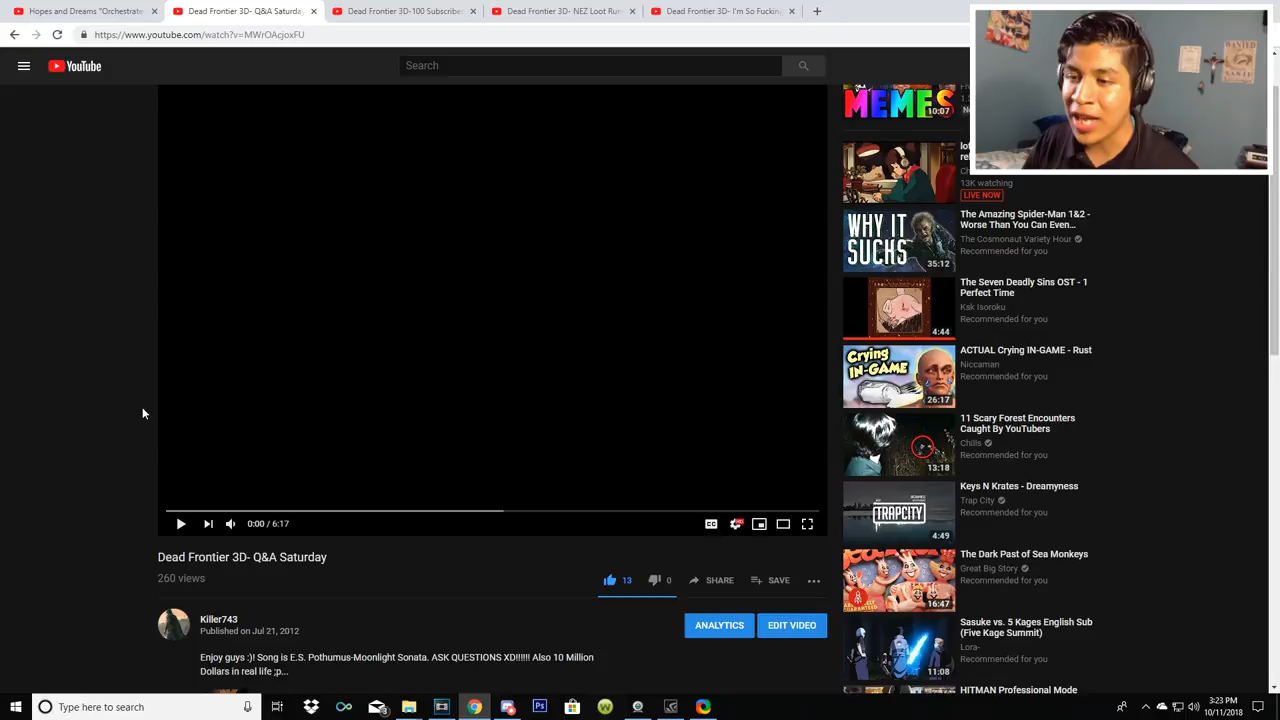 Hopes and Dreams "Orchestra
Dead Frontier 3D- Q&A Saturda
Dead Frontier 3D-100 Subscri
Dead Frontier 3D- NEZ Loot Run
Dead Frontier 3D- I'm So Fuckin
https://www.youtube.com/watch?v=MWrOAcjoxFU
YouTube
Search
WANTED
MEMES
10:07
13K watching
LIVE NOW
WHY IT SUCKS
35:12
The Amazing Spider-Man 1&2 -
Worse Than You Can Even...
The Cosmonaut Variety Hour
Recommended for you
4:44
The Seven Deadly Sins OST - 1
Perfect Time
Ksk Isoroku
Recommended for you
Crying
IN-GAME
26:17
ACTUAL Crying IN-GAME - Rust
Niccaman
Recommended for you
13:18
11 Scary Forest Encounters
Caught By YouTubers
Chills
Recommended for you
TRAPCITY
4:49
Keys N Krates - Dreamyness
Trap City
Recommended for you
16:47
The Dark Past of Sea Monkeys
Great Big Story
Recommended for you
11:08
Sasuke vs. 5 Kages English Sub
(Five Kage Summit)
Lora-
Recommended for you
HITMAN Professional Mode
0:00 / 6:17
CC
HD
Dead Frontier 3D- Q&A Saturday
260 views
13
0
SHARE
SAVE
Killer743
Published on Jul 21, 2012
ANALYTICS
EDIT VIDEO
Enjoy guys :)! Song is E.S. Pothumus-Moonlight Sonata. ASK QUESTIONS XD!!!!!! Also 10 Million
Dollars in real life ;p...
Type here to search
3:23 PM
10/11/2018